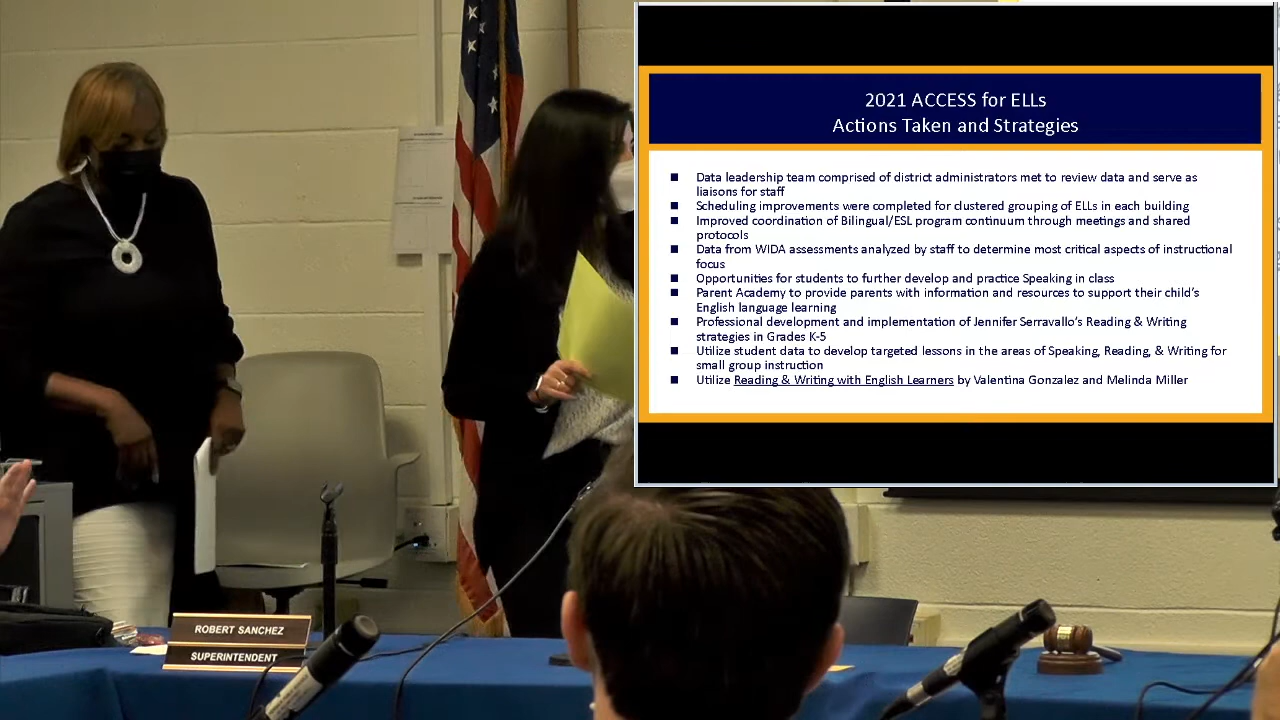 2021 ACCESS for ELLs
Actions Taken and Strategies
■ Data leadership team comprised of district administrators met to review data and serve as
liaisons for staff
■ Scheduling improvements were completed for clustered grouping of ELLs in each building
■ Improved coordination of Bilingual/ESL program continuum through meetings and shared
protocols
■ Data from WIDA assessments analyzed by staff to determine most critical aspects of instructional
focus
■ Opportunities for students to further develop and practice Speaking in class
■ Parent Academy to provide parents with information and resources to support their child's
English language learning
■ Professional development and implementation of Jennifer Serravallo's Reading & Writing
strategies in Grades K-5
■ Utilize student data to develop targeted lessons in the areas of Speaking, Reading, & Writing for
small group instruction
■ Utilize Reading & Writing with English Learners by Valentina Gonzalez and Melinda Miller
ROBERT SANCHEZ
SUPERINTENDENT